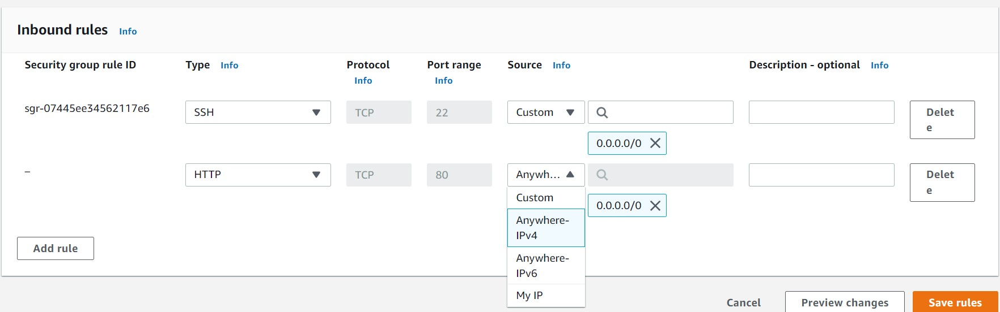 Inbound rules Info
Security group rule ID Type Info Protocol Info Port range Info Source Info Description - optional Info
sgr-07445ee34562117e6 SSH TCP 22 Custom Delete
0.0.0.0/0
– HTTP TCP 80 Anywh... Delete
Custom
0.0.0.0/0
Anywhere-
IPv4
Add rule
Anywhere-
IPv6
My IP
Cancel Preview changes Save rules